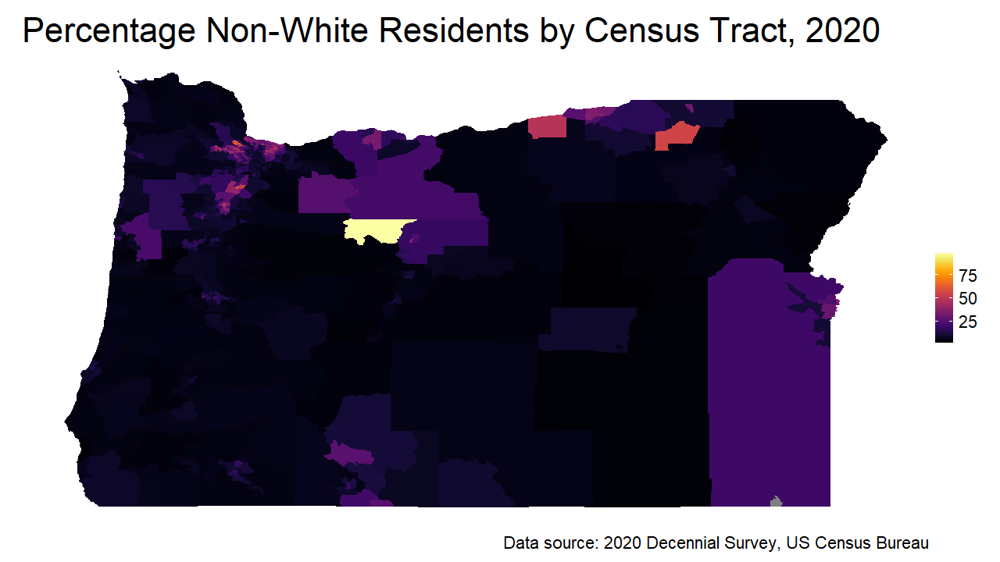 Percentage Non-White Residents by Census Tract, 2020
75
50
25
Data source: 2020 Decennial Survey, US Census Bureau